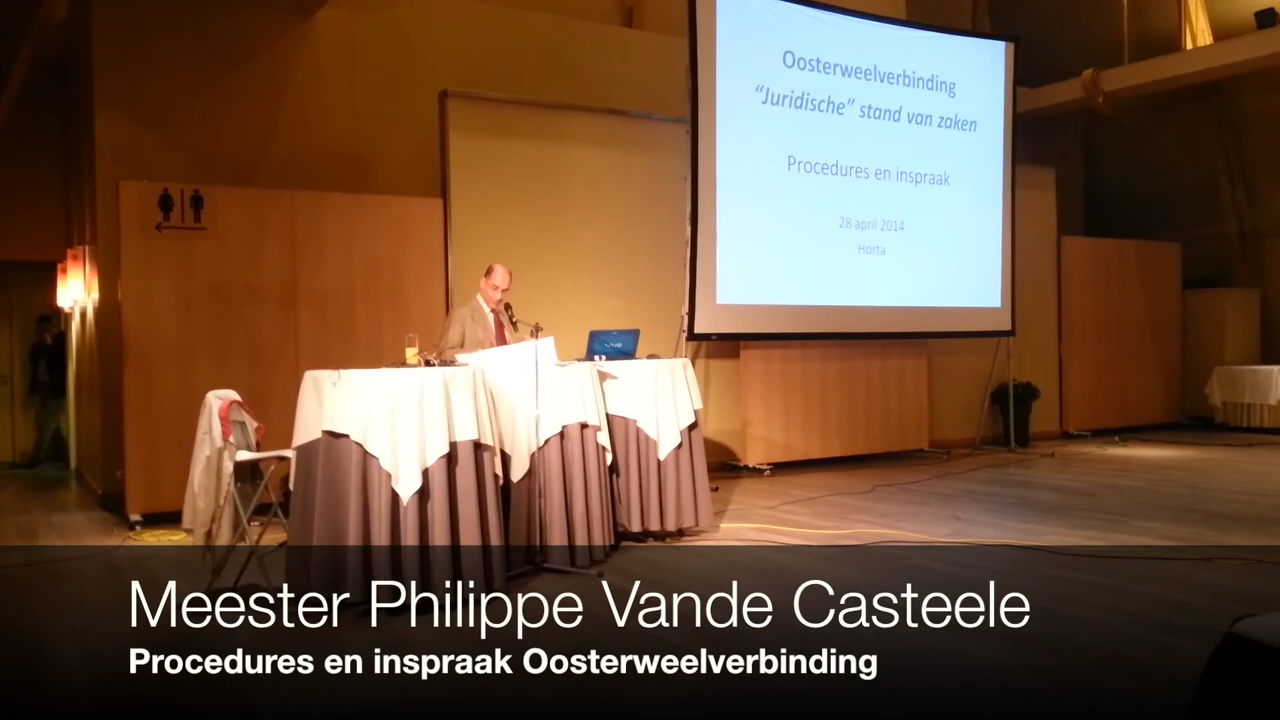 Oosterweelverbinding
“Juridische” stand van zaken
Procedures en inspraak
28 april 2014
Horta
Meester Philippe Vande Casteele
Procedures en inspraak Oosterweelverbinding